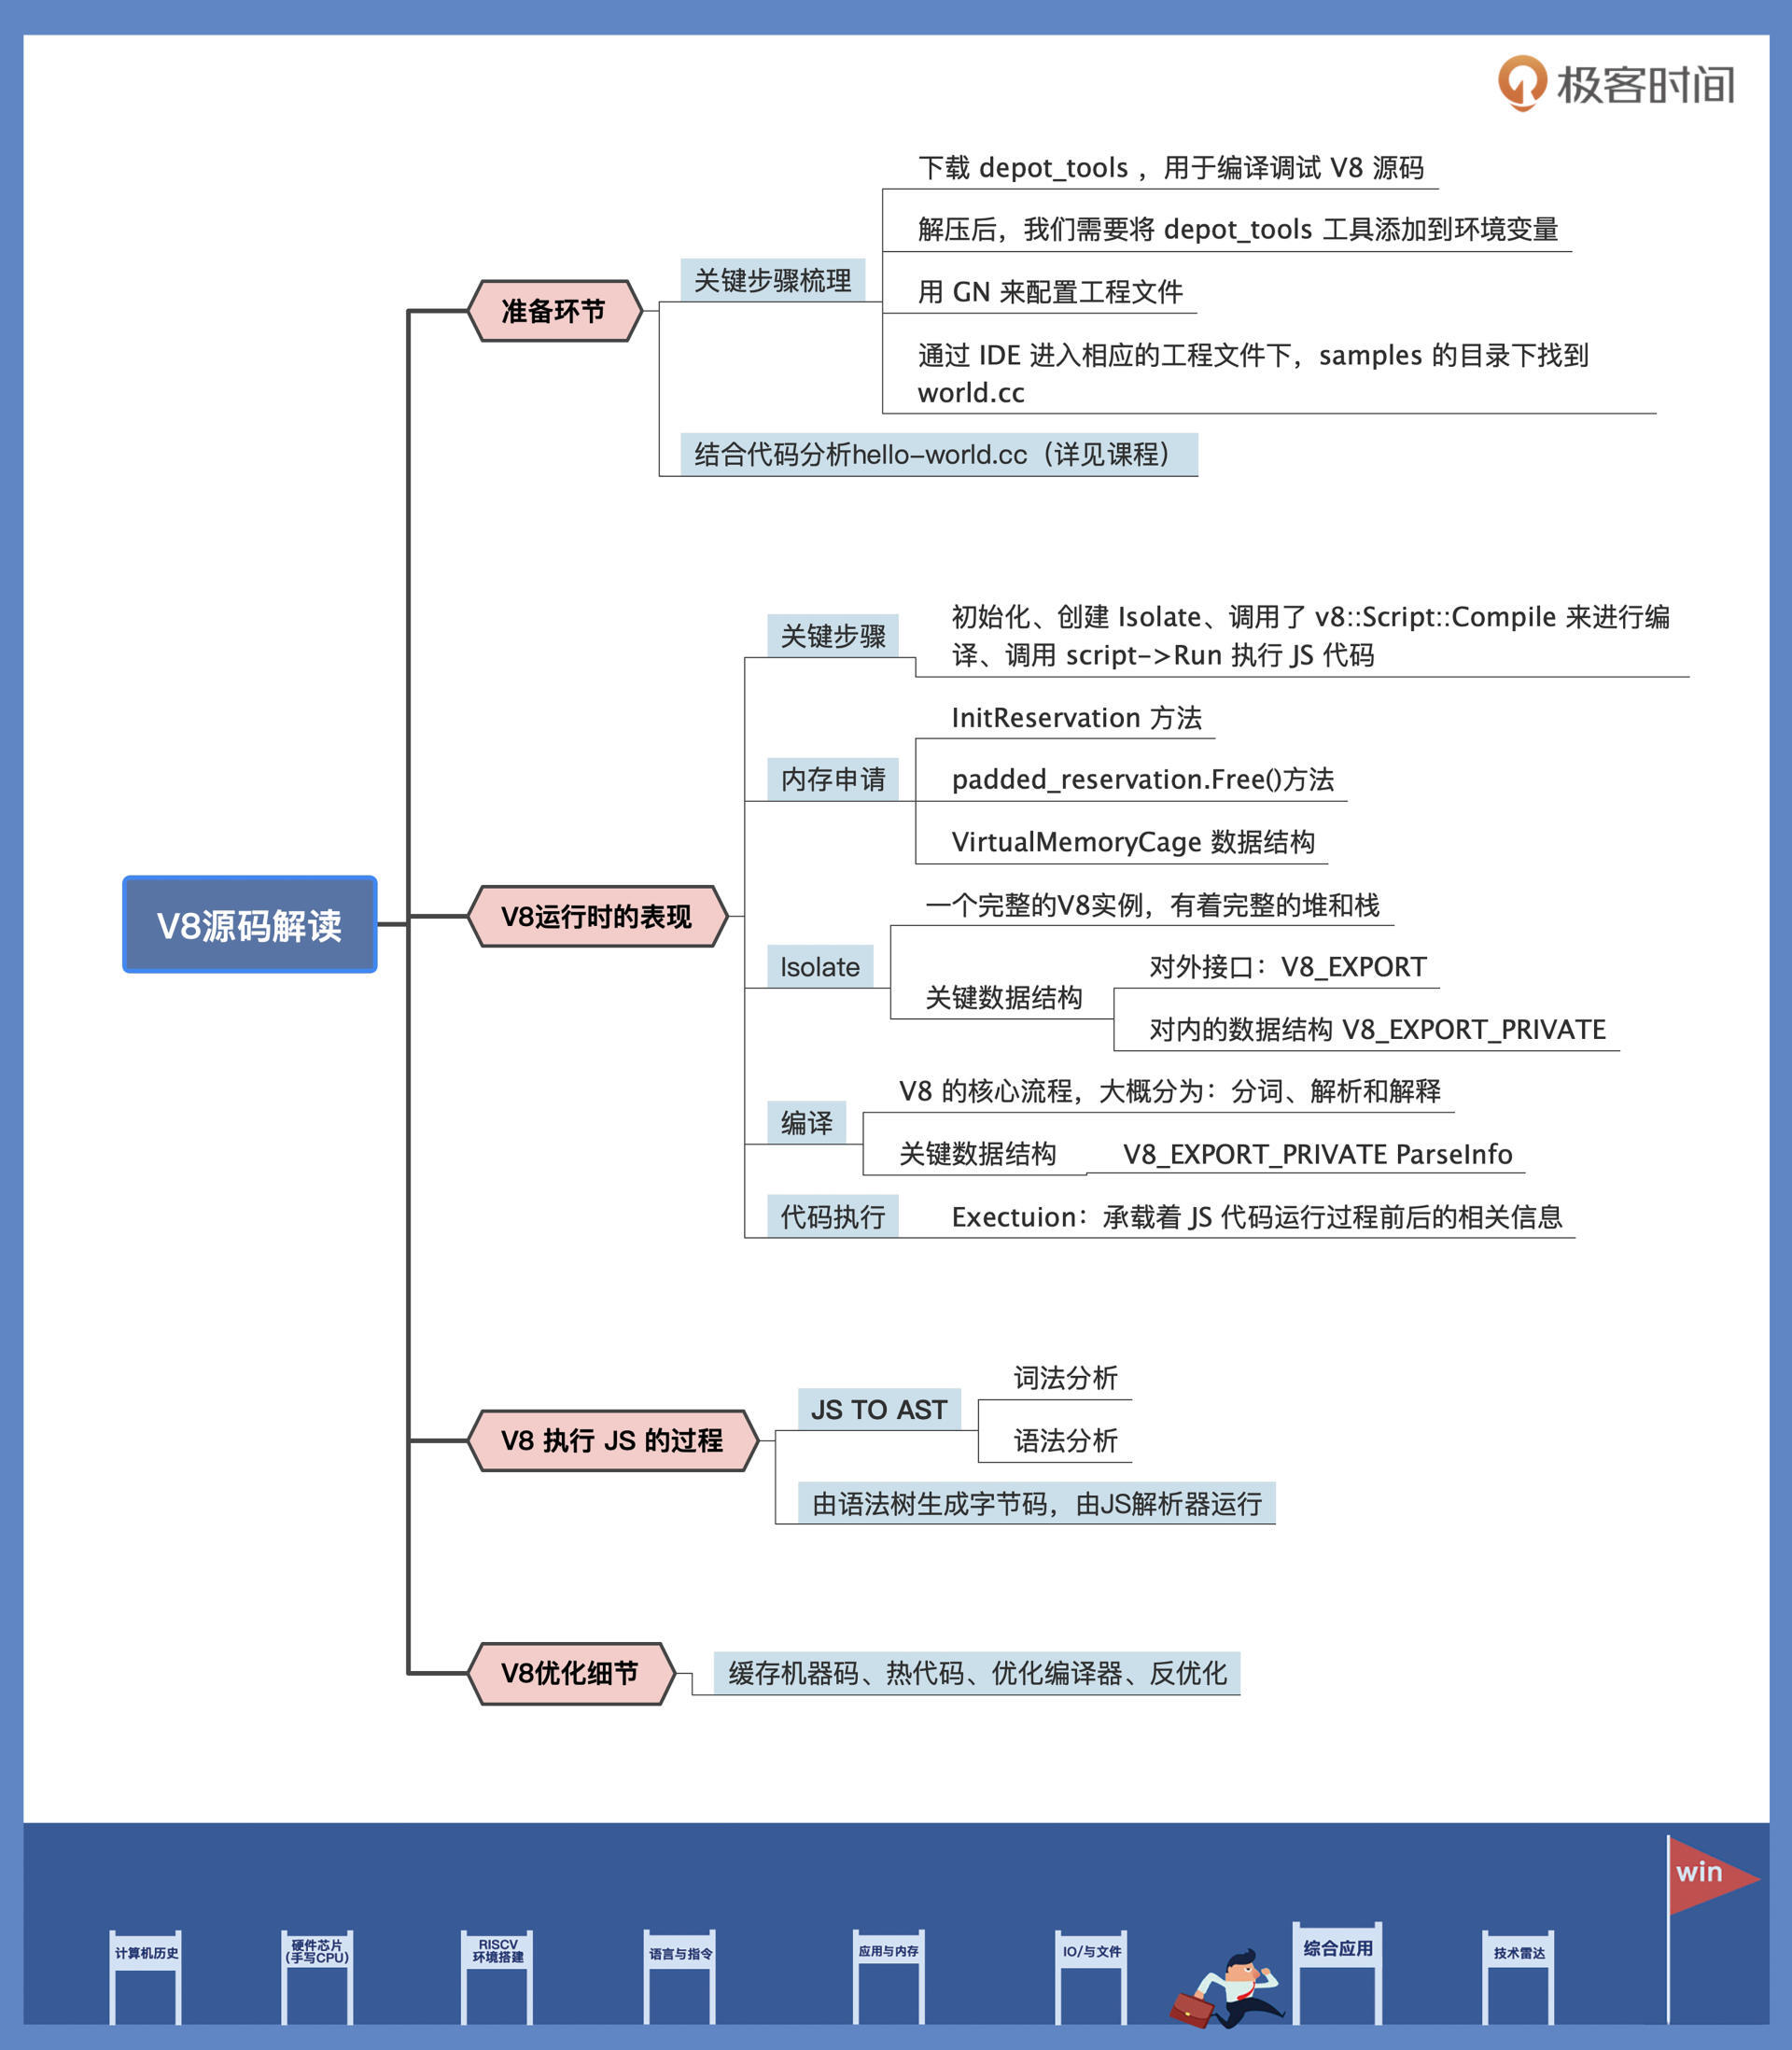 极客时间
V8源码解读
准备环节
关键步骤梳理
下载 depot_tools ，用于编译调试 V8 源码
解压后，我们需要将 depot_tools 工具添加到环境变量
用 GN 来配置工程文件
通过 IDE 进入相应的工程文件下，samples 的目录下找到
world.cc
结合代码分析hello-world.cc（详见课程）
V8运行时的表现
关键步骤
初始化、创建 Isolate、调用了 v8::Script::Compile 来进行编
译、调用 script->Run 执行 JS 代码
内存申请
InitReservation 方法
padded_reservation.Free()方法
VirtualMemoryCage 数据结构
Isolate
一个完整的V8实例，有着完整的堆和栈
关键数据结构
对外接口：V8_EXPORT
对内的数据结构 V8_EXPORT_PRIVATE
编译
V8 的核心流程，大概分为：分词、解析和解释
关键数据结构
V8_EXPORT_PRIVATE ParseInfo
代码执行
Exectuion：承载着 JS 代码运行过程前后的相关信息
V8 执行 JS 的过程
JS TO AST
词法分析
语法分析
由语法树生成字节码，由JS解析器运行
V8优化细节
缓存机器码、热代码、优化编译器、反优化
计算机历史
硬件芯片
(手写CPU)
RISCV
环境搭建
语言与指令
应用与内存
IO/与文件
综合应用
技术雷达
win